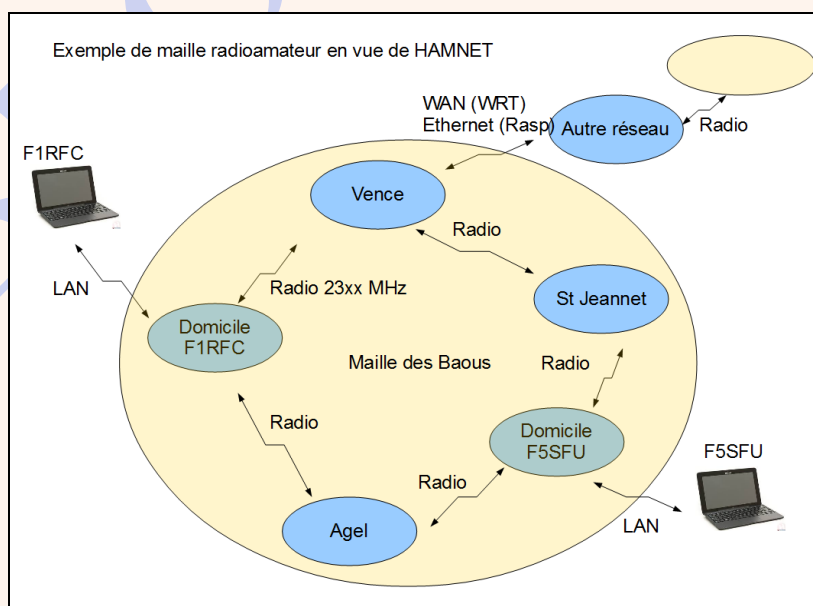 Exemple de maille radioamateur en vue de HAMNET
WAN (WRT)
Ethernet (Rasp)
Autre réseau
Radio
F1RFC
Vence
Radio
LAN
Radio 23xx MHz
St Jeannet
Domicile
F1RFC
Maille des Baous
Radio
Radio
Domicile
F5SFU
F5SFU
Radio
Agel
LAN